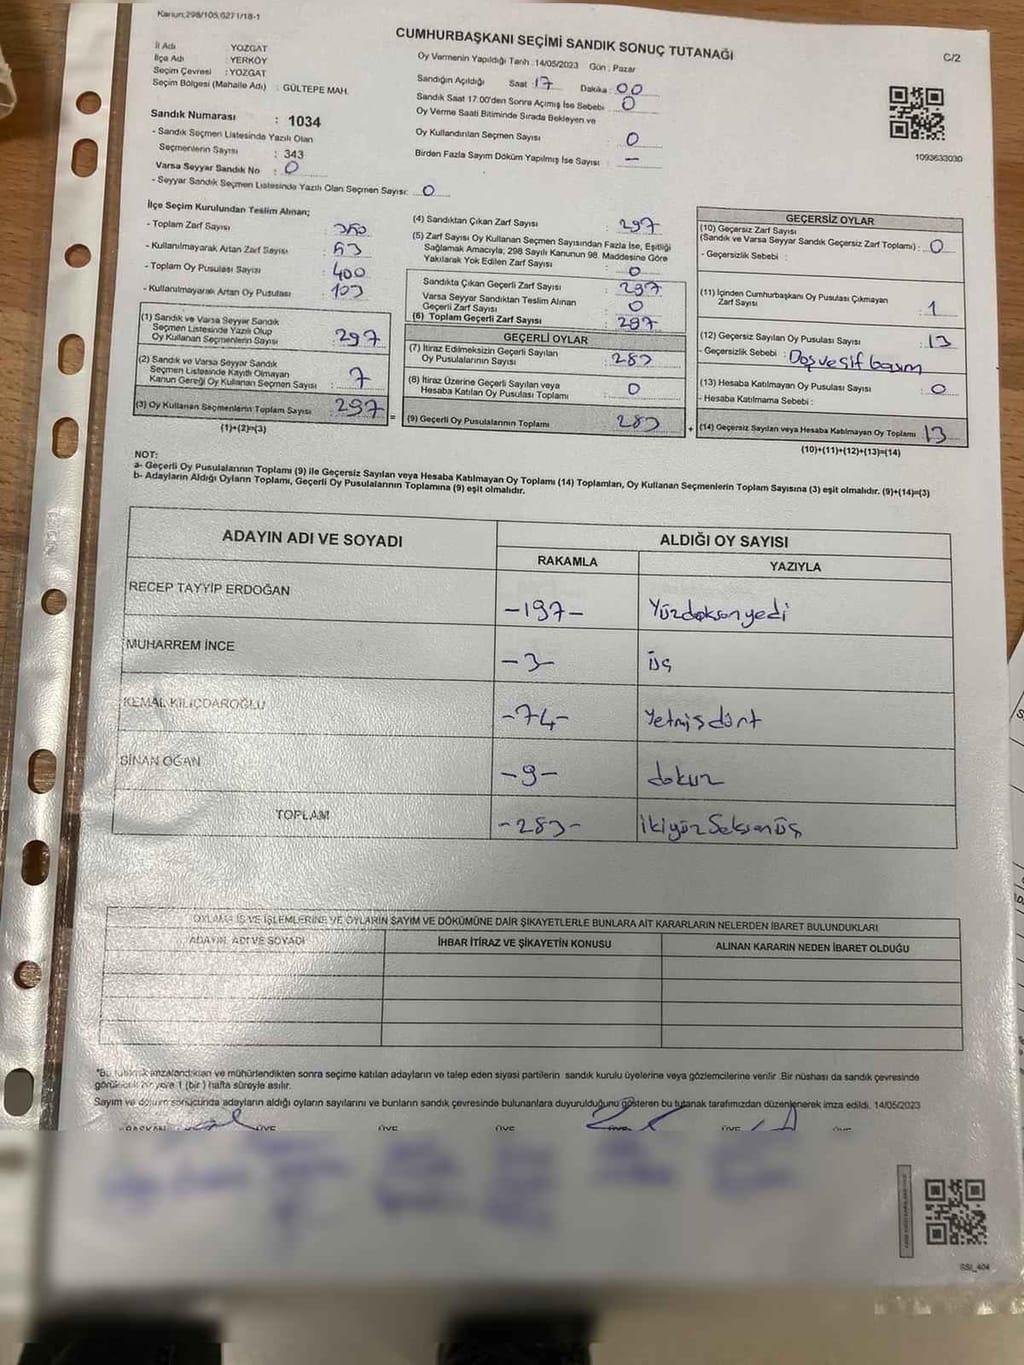 Kanun:298/105,6271/18-1
CUMHURBAŞKANI SEÇİMİ SANDIK SONUÇ TUTANAĞI
C/2
İl Adı : YOZGAT
İlçe Adı : YERKÖY
Seçim Çevresi : YOZGAT
Seçim Bölgesi (Mahalle Adı) : GÜLTEPE MAH.
Sandık Numarası : 1034
- Sandık Seçmen Listesinde Yazılı Olan
Seçmenlerin Sayısı : 343
Varsa Seyyar Sandık No : 0
- Seyyar Sandık Seçmen Listesinde Yazılı Olan Seçmen Sayısı: 0
Oy Vermenin Yapıldığı Tarih :14/05/2023 Gün : Pazar
Sandığın Açıldığı Saat 17 Dakika : 00
Sandık Saat 17:00'den Sonra Açılmış İse Sebebi : 0
Oy Verme Saati Bitiminde Sırada Bekleyen ve
Oy Kullandırılan Seçmen Sayısı 0
Birden Fazla Sayım Döküm Yapılmış İse Sayısı : -
1093633030
İlçe Seçim Kurulundan Teslim Alınan;
- Toplam Zarf Sayısı : 350
- Kullanılmayarak Artan Zarf Sayısı : 53
- Toplam Oy Pusulası Sayısı : 400
- Kullanılmayarak Artan Oy Pusulası : 103
(1) Sandık ve Varsa Seyyar Sandık
Seçmen Listesinde Yazılı Olup
Oy Kullanan Seçmenlerin Sayısı : 297
(2) Sandık ve Varsa Seyyar Sandık
Seçmen Listesinde Kayıtlı Olmayan
Kanun Gereği Oy Kullanan Seçmen Sayısı : 7
(3) Oy Kullanan Seçmenlerin Toplam Sayısı : 297
(1)+(2)=(3)
(4) Sandıktan Çıkan Zarf Sayısı : 297
(5) Zarf Sayısı Oy Kullanan Seçmen Sayısından Fazla İse, Eşitliği
Sağlamak Amacıyla, 298 Sayılı Kanunun 98. Maddesine Göre
Yakılarak Yok Edilen Zarf Sayısı : 0
Sandıkta Çıkan Geçerli Zarf Sayısı : 297
Varsa Seyyar Sandıktan Teslim Alınan
Geçerli Zarf Sayısı : 0
(6) Toplam Geçerli Zarf Sayısı : 297
GEÇERLİ OYLAR
(7) İtiraz Edilmeksizin Geçerli Sayılan
Oy Pusulalarının Sayısı : 283
(8) İtiraz Üzerine Geçerli Sayılan veya
Hesaba Katılan Oy Pusulası Toplamı : 0
(9) Geçerli Oy Pusulalarının Toplamı : 283
GEÇERSİZ OYLAR
(10) Geçersiz Zarf Sayısı
(Sandık ve Varsa Seyyar Sandık Geçersiz Zarf Toplamı) : 0
- Geçersizlik Sebebi :
(11) İçinden Cumhurbaşkanı Oy Pusulası Çıkmayan
Zarf Sayısı : 1
(12) Geçersiz Sayılan Oy Pusulası Sayısı : 13
- Geçersizlik Sebebi : Boş ve çift basım
(13) Hesaba Katılmayan Oy Pusulası Sayısı : 0
- Hesaba Katılmama Sebebi :
(14) Geçersiz Sayılan veya Hesaba Katılmayan Oy Toplamı : 13
(10)+(11)+(12)+(13)=(14)
NOT:
a- Geçerli Oy Pusulalarının Toplamı (9) ile Geçersiz Sayılan veya Hesaba Katılmayan Oy Toplamı (14) Toplamları, Oy Kullanan Seçmenlerin Toplam Sayısına (3) eşit olmalıdır. (9)+(14)=(3)
b- Adayların Aldığı Oyların Toplamı, Geçerli Oy Pusulalarının Toplamına (9) eşit olmalıdır.
ADAYIN ADI VE SOYADI ALDIĞI OY SAYISI
RAKAMLA YAZIYLA
RECEP TAYYİP ERDOĞAN -197- Yüzdoksanyedi
MUHARREM İNCE -3- üç
KEMAL KILIÇDAROĞLU -74- Yetmişdört
SİNAN OĞAN -9- dokuz
TOPLAM -283- İkiyüzSeksenüç
OYLAMA İŞ VE İŞLEMLERİNE VE OYLARIN SAYIM VE DÖKÜMÜNE DAİR ŞİKAYETLERLE BUNLARA AİT KARARLARIN NELERDEN İBARET BULUNDUKLARI
ADAYIN ADI VE SOYADI İHBAR İTİRAZ VE ŞİKAYETİN KONUSU ALINAN KARARIN NEDEN İBARET OLDUĞU
*Bu tutanak imzalandıktan ve mühürlendikten sonra seçime katılan adayların ve talep eden siyasi partilerin sandık kurulu üyelerine veya gözlemcilerine verilir .Bir nüshası da sandık çevresinde
görülecek bir yere 1 (bir) hafta süreyle asılır.
Sayım ve döküm sonucunda adayların aldığı oyların sayılarını ve bunların sandık çevresinde bulunanlara duyurulduğunu gösteren bu tutanak tarafımızdan düzenlenerek imza edildi. 14/05/2023
BAŞKAN ÜYE ÜYE ÜYE ÜYE ÜYE ÜYE
SSİ_404